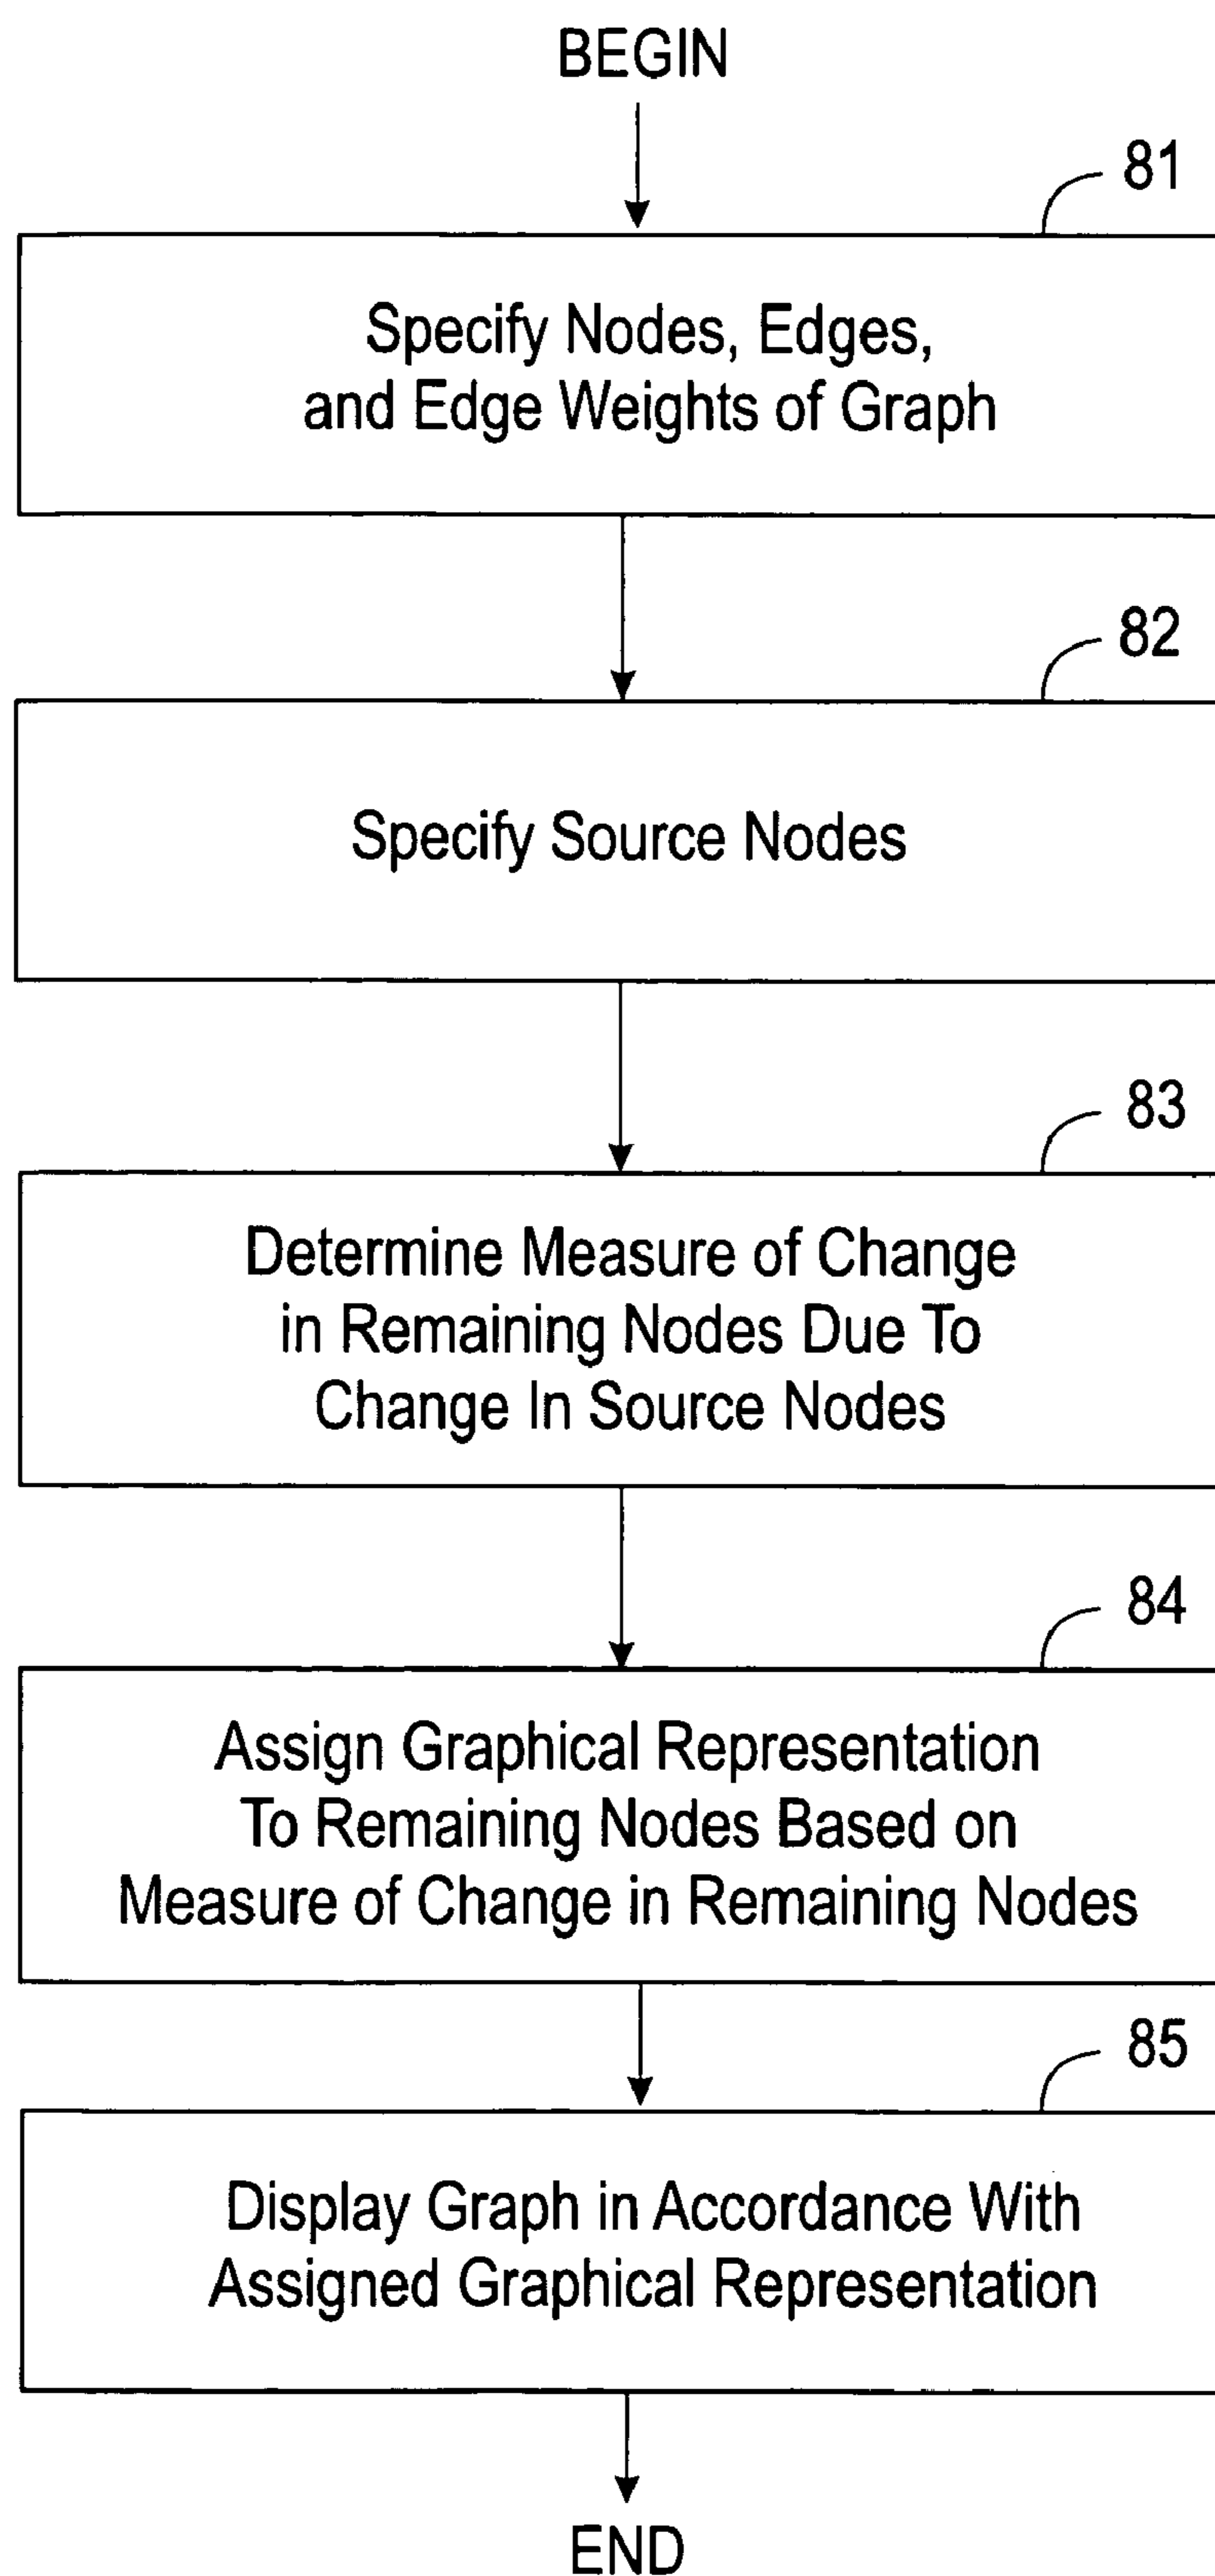 BEGIN
81
Specify Nodes, Edges,
and Edge Weights of Graph
82
Specify Source Nodes
83
Determine Measure of Change
in Remaining Nodes Due To
Change In Source Nodes
84
Assign Graphical Representation
To Remaining Nodes Based on
Measure of Change in Remaining Nodes
85
Display Graph in Accordance With
Assigned Graphical Representation
END